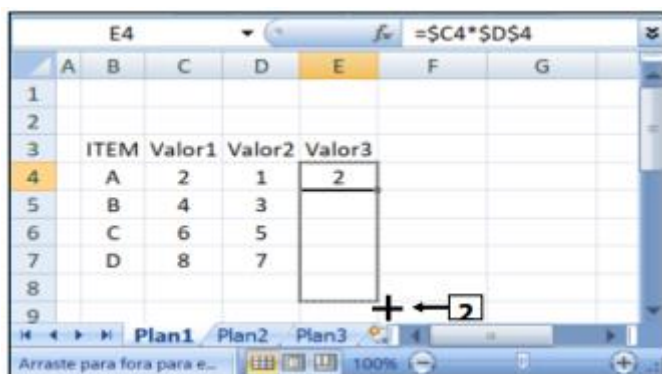 E4 fx =$C4*$D$4
A B C D E F G
1
2
3 ITEM Valor1 Valor2 Valor3
4 A 2 1 2
5 B 4 3
6 C 6 5
7 D 8 7
8
2
9
Plan1 Plan2 Plan3
Arraste para fora para e... 100%